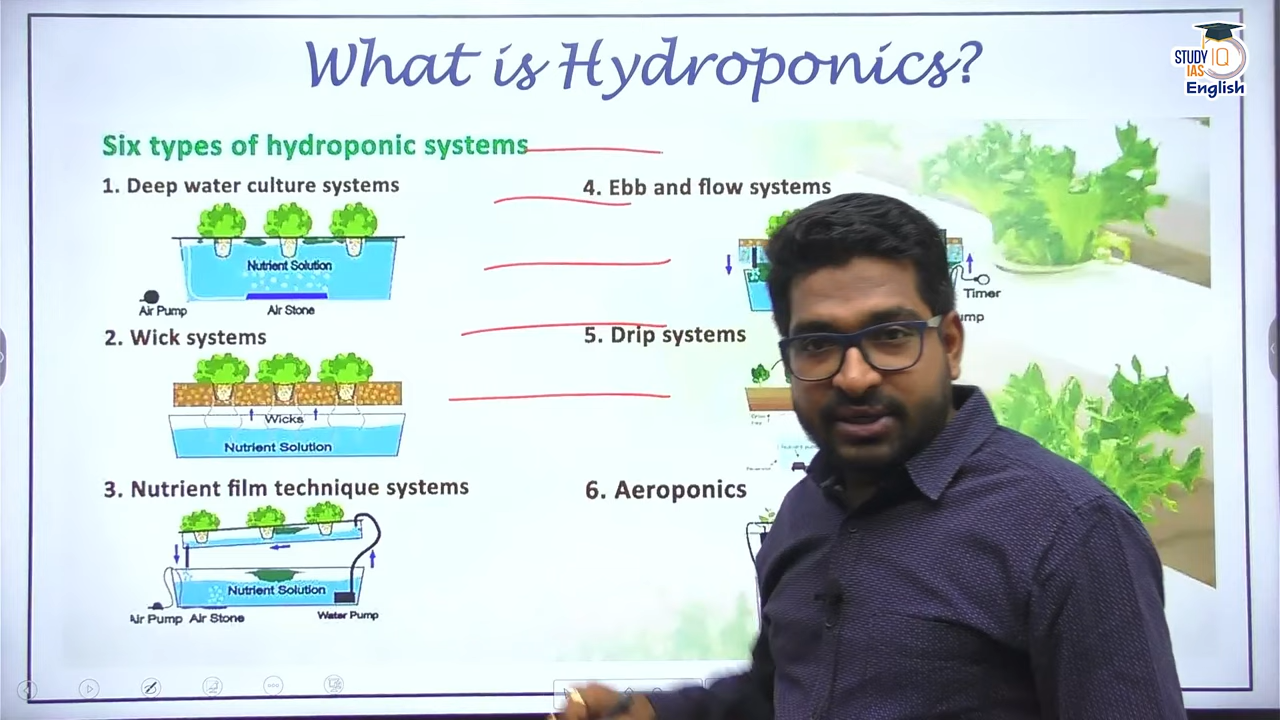 What is Hydroponics?
STUDY IQ
IAS
English
Six types of hydroponic systems
1. Deep water culture systems
Nutrient Solution
Air Pump
Air Stone
2. Wick systems
Wicks
Nutrient Solution
3. Nutrient film technique systems
Nutrient Solution
Air Pump Air Stone
Water Pump
4. Ebb and flow systems
Timer
ump
5. Drip systems
6. Aeroponics